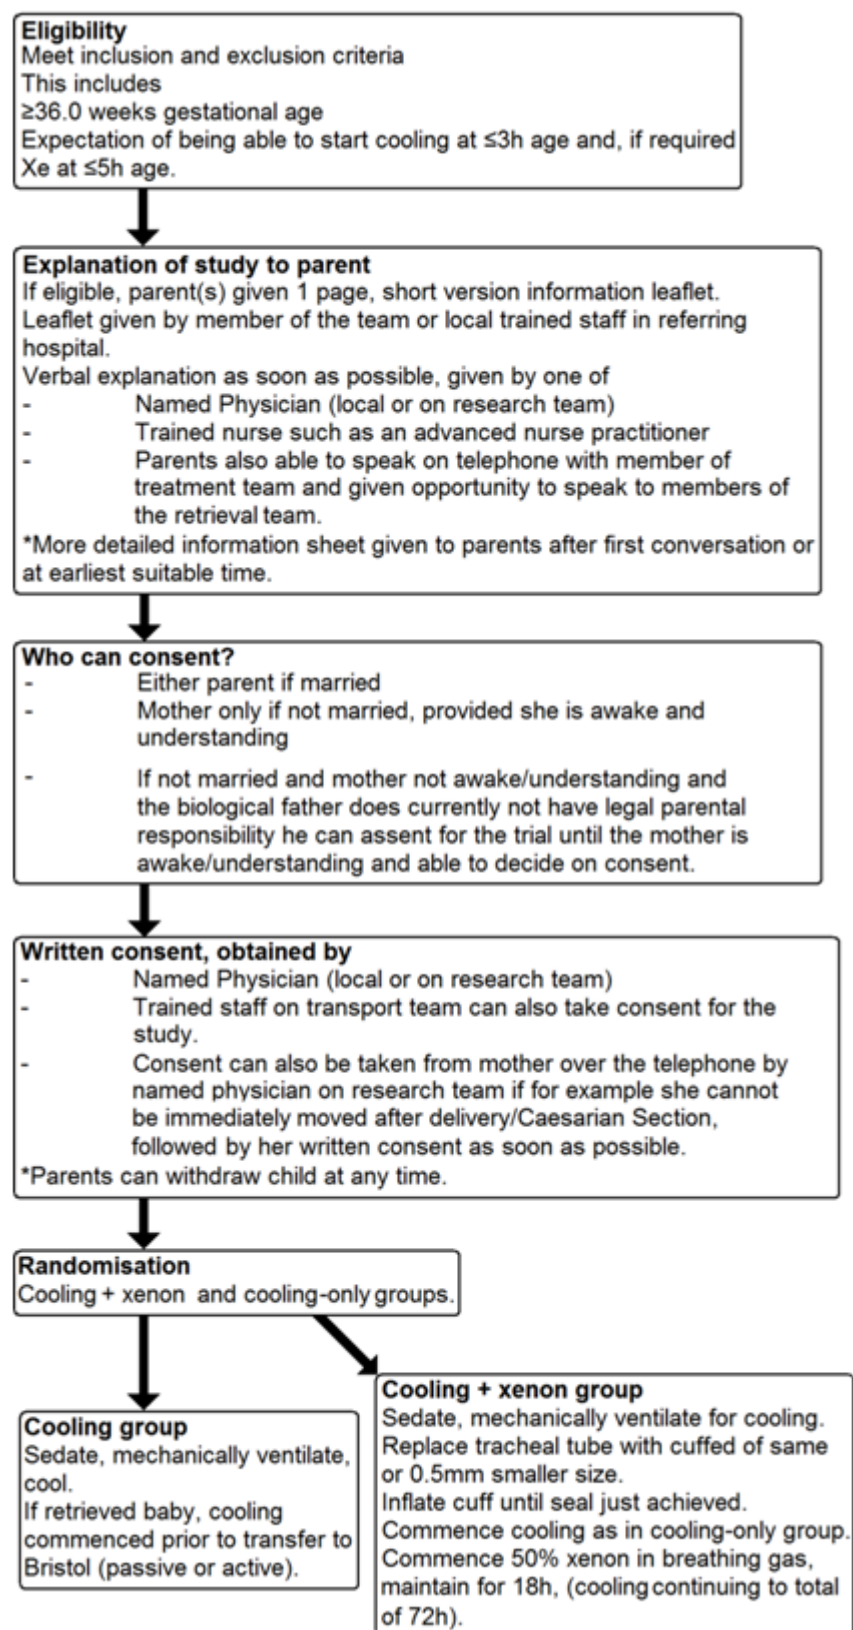 Eligibility
Meet inclusion and exclusion criteria
This includes
≥36.0 weeks gestational age
Expectation of being able to start cooling at ≤3h age and, if required
Xe at ≤5h age.
Explanation of study to parent
If eligible, parent(s) given 1 page, short version information leaflet.
Leaflet given by member of the team or local trained staff in referring
hospital.
Verbal explanation as soon as possible, given by one of
- Named Physician (local or on research team)
- Trained nurse such as an advanced nurse practitioner
- Parents also able to speak on telephone with member of
treatment team and given opportunity to speak to members of
the retrieval team.
*More detailed information sheet given to parents after first conversation or
at earliest suitable time.
Who can consent?
- Either parent if married
- Mother only if not married, provided she is awake and
understanding
- If not married and mother not awake/understanding and
the biological father does currently not have legal parental
responsibility he can assent for the trial until the mother is
awake/understanding and able to decide on consent.
Written consent, obtained by
- Named Physician (local or on research team)
- Trained staff on transport team can also take consent for the
study.
- Consent can also be taken from mother over the telephone by
named physician on research team if for example she cannot
be immediately moved after delivery/Caesarian Section,
followed by her written consent as soon as possible.
*Parents can withdraw child at any time.
Randomisation
Cooling + xenon and cooling-only groups.
Cooling group
Sedate, mechanically ventilate,
cool.
If retrieved baby, cooling
commenced prior to transfer to
Bristol (passive or active).
Cooling + xenon group
Sedate, mechanically ventilate for cooling.
Replace tracheal tube with cuffed of same
or 0.5mm smaller size.
Inflate cuff until seal just achieved.
Commence cooling as in cooling-only group.
Commence 50% xenon in breathing gas,
maintain for 18h, (cooling continuing to total
of 72h).